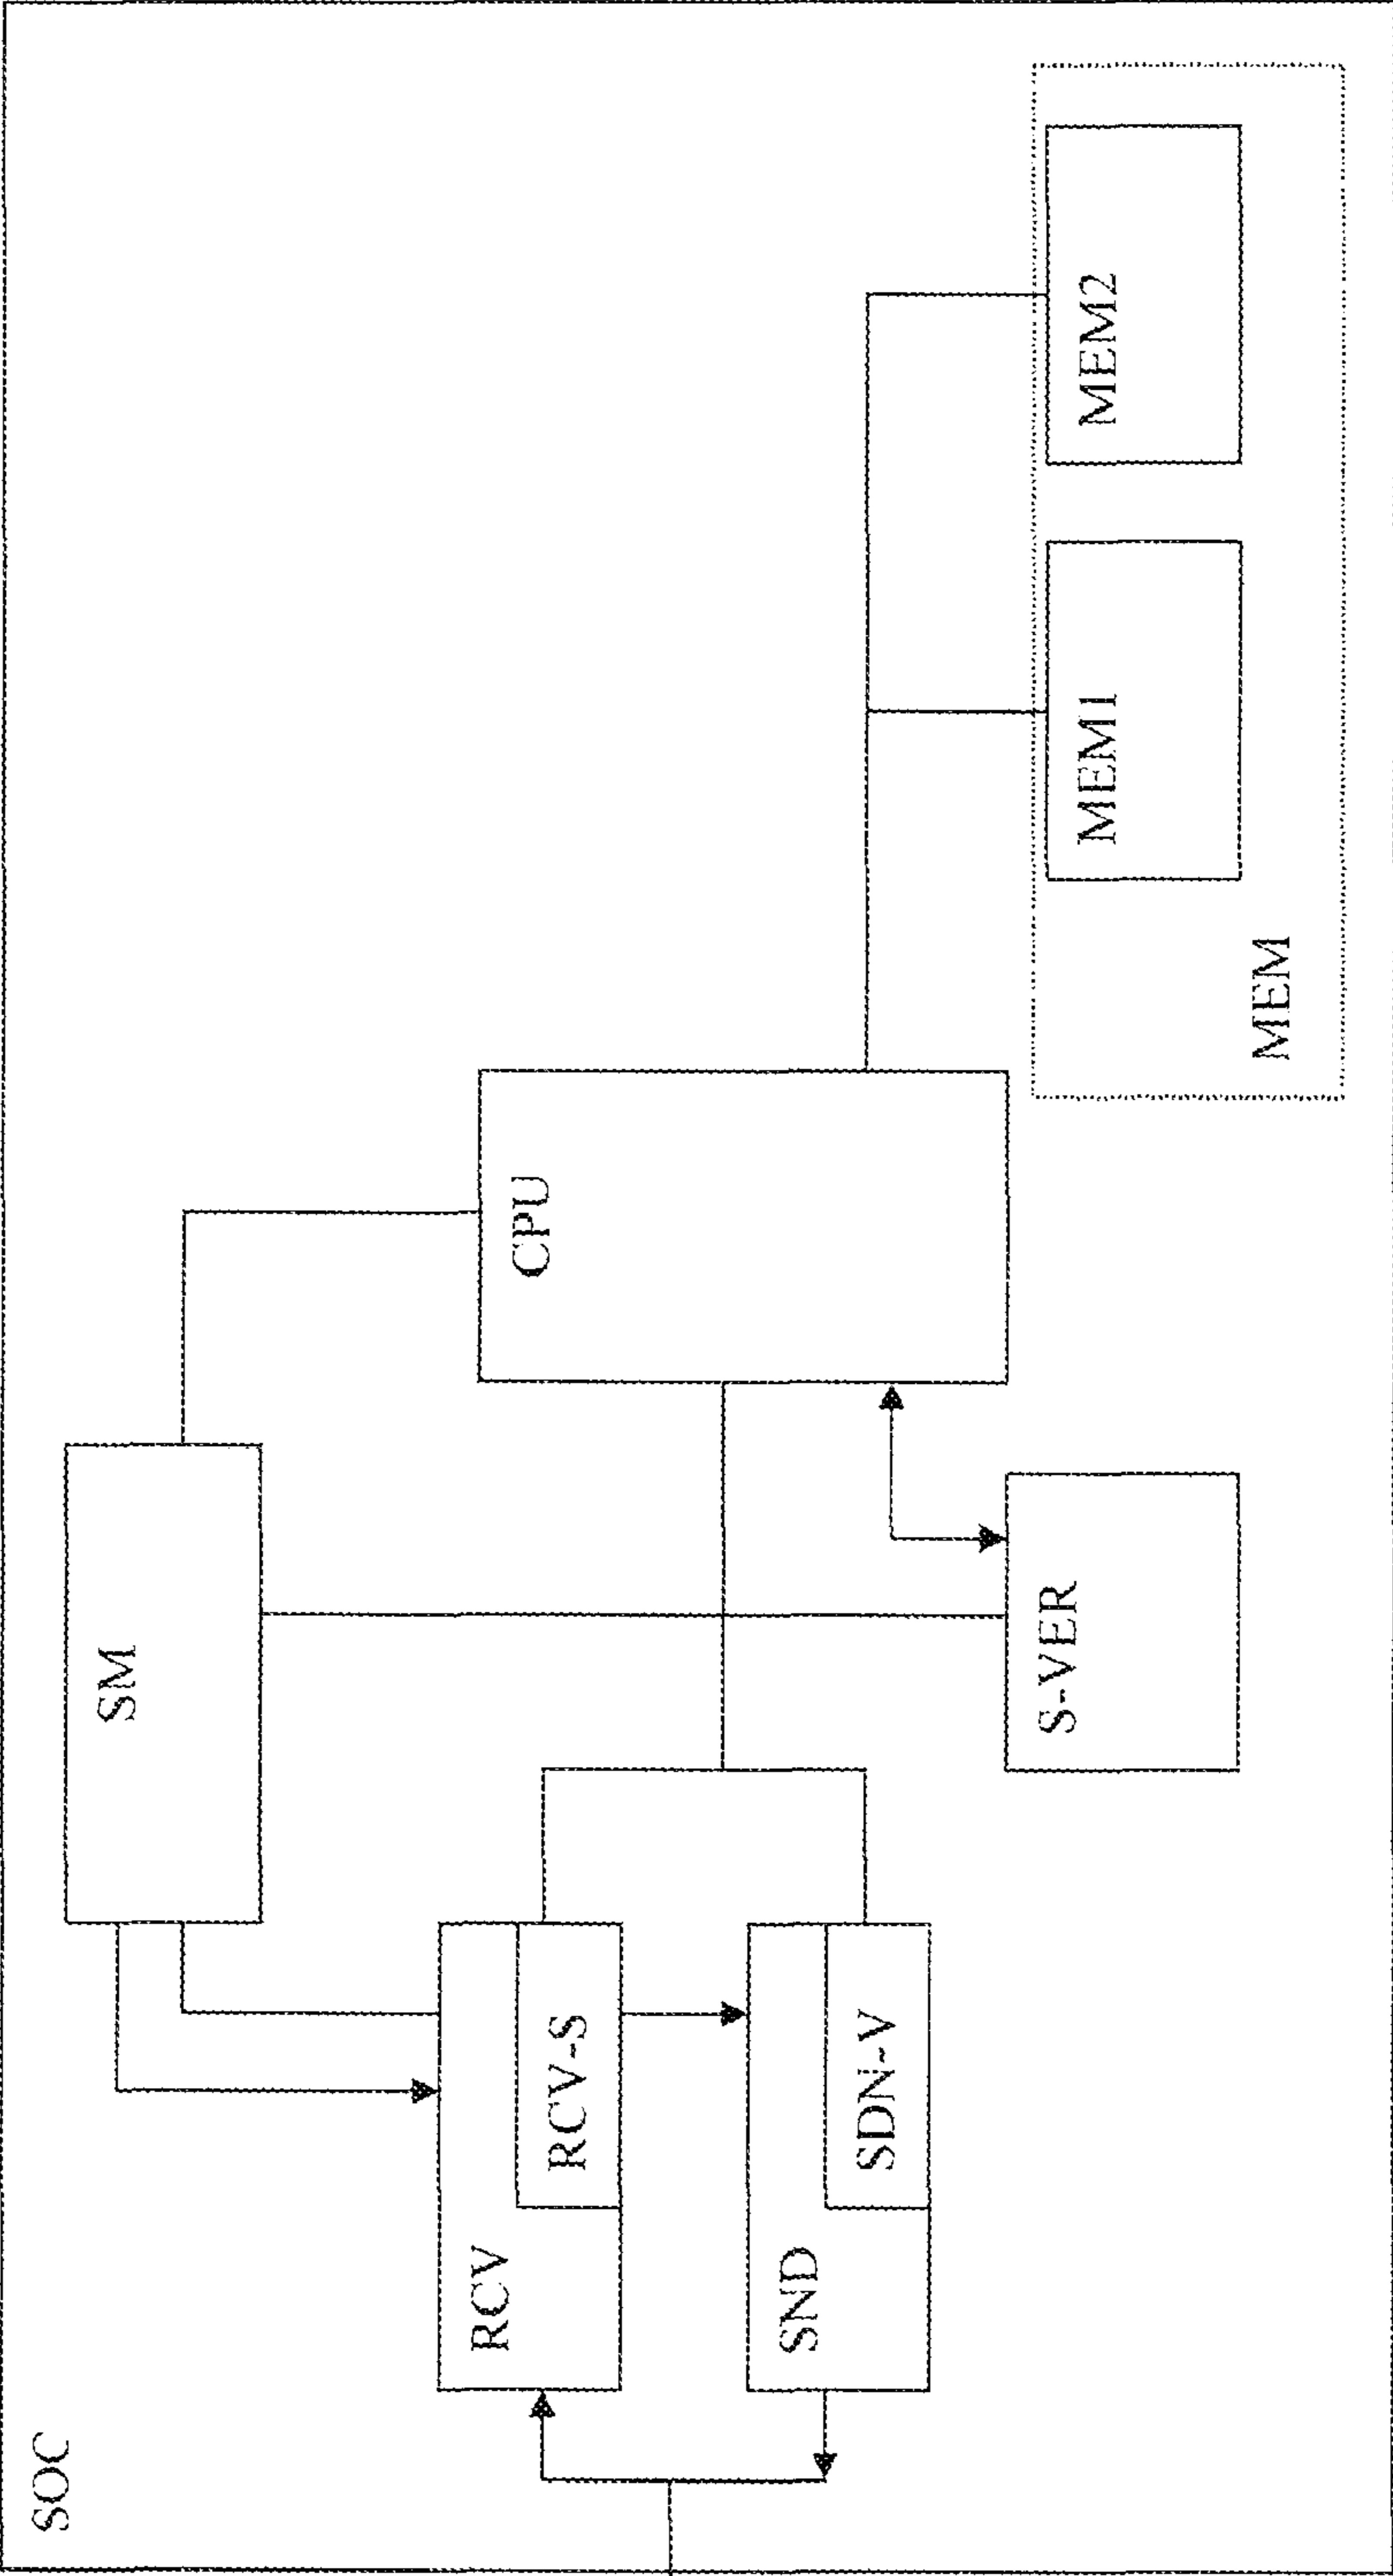 SOC
SM
RCV
RCV-S
CPU
SND
SDN-V
S-VER
MEM1
MEM2
MEM